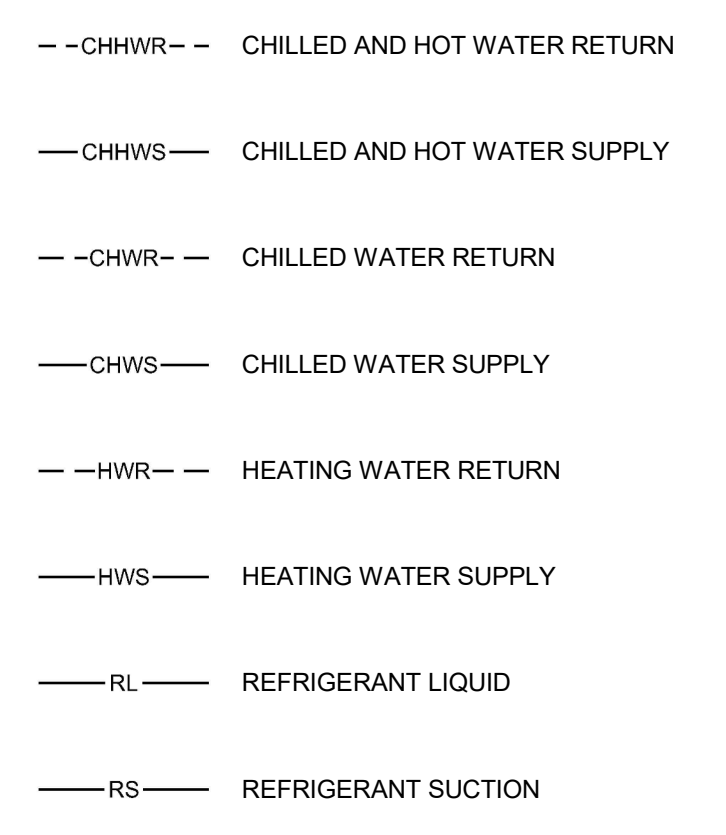 CHHWR CHILLED AND HOT WATER RETURN
CHHWS CHILLED AND HOT WATER SUPPLY
CHWR CHILLED WATER RETURN
CHWS CHILLED WATER SUPPLY
HWR HEATING WATER RETURN
HWS HEATING WATER SUPPLY
RL REFRIGERANT LIQUID
RS REFRIGERANT SUCTION